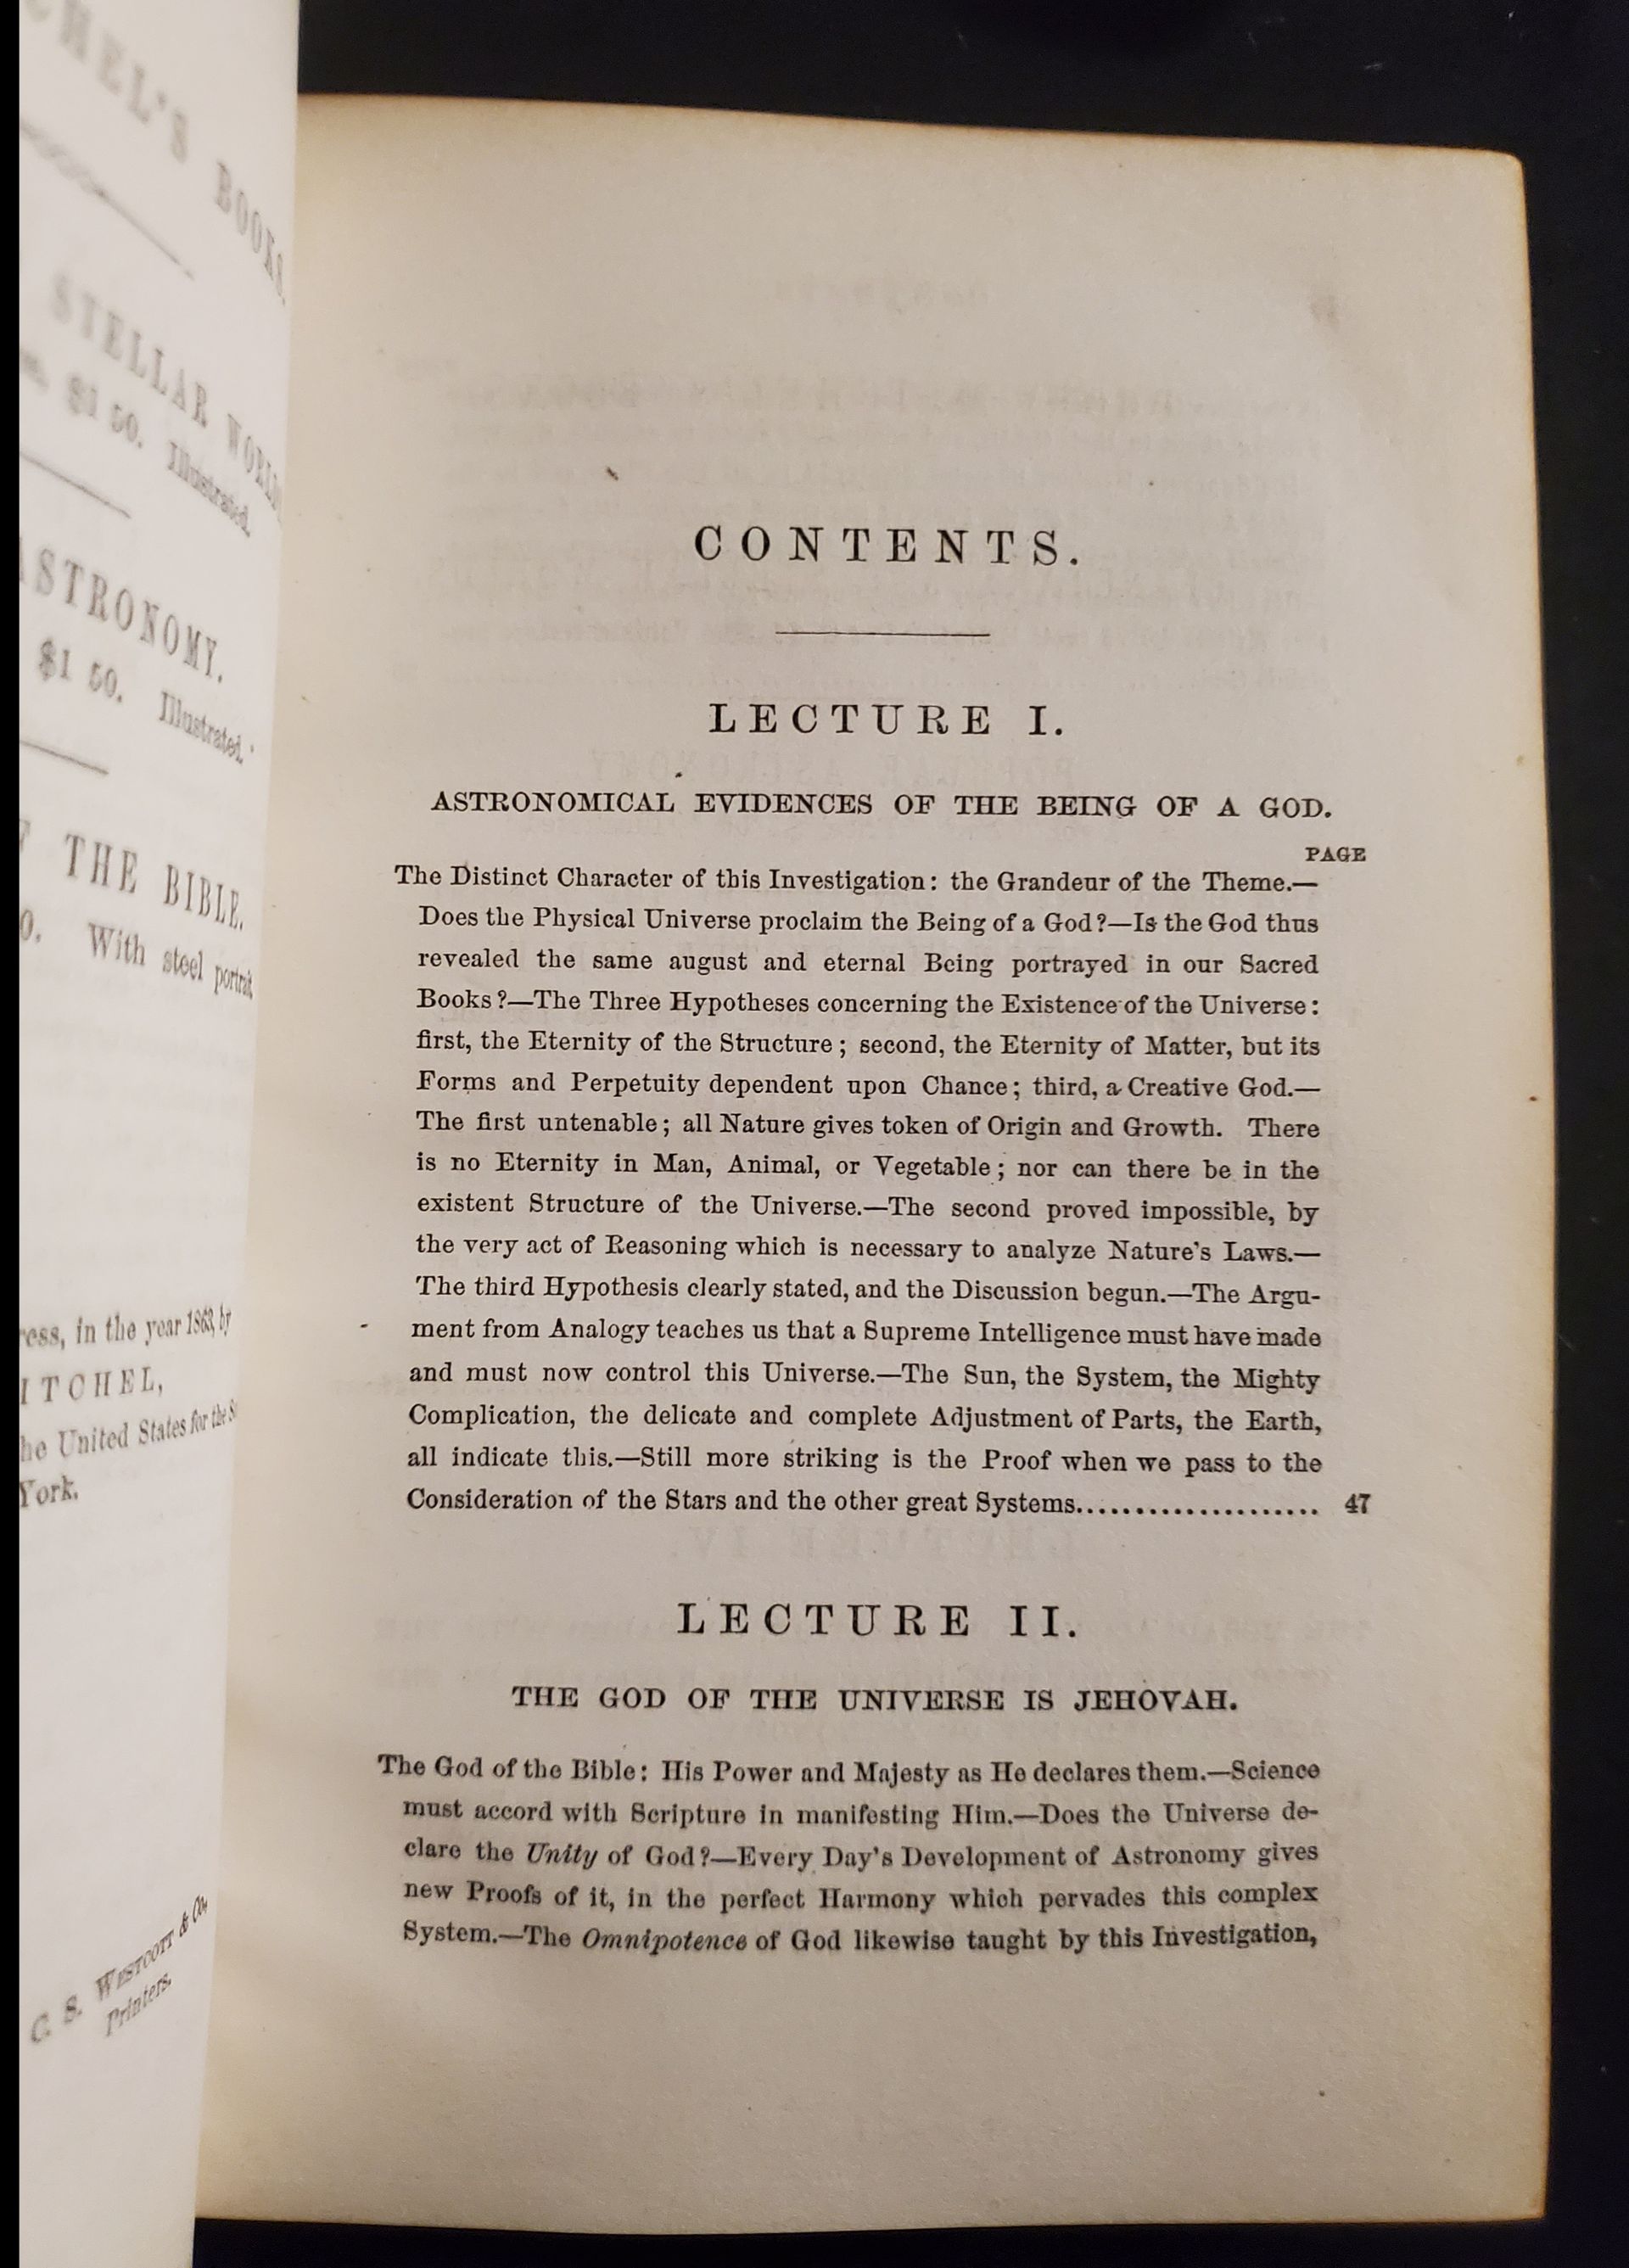 BOOKS.
STELLAR
$1 50. Illustrated.
ASTRONOMY.
$1 50. Illustrated.
THE BIBLE.
With steel portrait
in the year 1863, by
ITCHEL,
United States for the
York.
C. S. WESTCOTT & Co.,
Printers.
CONTENTS.
LECTURE I.
ASTRONOMICAL EVIDENCES OF THE BEING OF A GOD.
PAGE
The Distinct Character of this Investigation: the Grandeur of the Theme.—
Does the Physical Universe proclaim the Being of a God?—Is the God thus
revealed the same august and eternal Being portrayed in our Sacred
Books?—The Three Hypotheses concerning the Existence of the Universe:
first, the Eternity of the Structure; second, the Eternity of Matter, but its
Forms and Perpetuity dependent upon Chance; third, a Creative God.—
The first untenable; all Nature gives token of Origin and Growth. There
is no Eternity in Man, Animal, or Vegetable; nor can there be in the
existent Structure of the Universe.—The second proved impossible, by
the very act of Reasoning which is necessary to analyze Nature's Laws.—
The third Hypothesis clearly stated, and the Discussion begun.—The Argu-
ment from Analogy teaches us that a Supreme Intelligence must have made
and must now control this Universe.—The Sun, the System, the Mighty
Complication, the delicate and complete Adjustment of Parts, the Earth,
all indicate this.—Still more striking is the Proof when we pass to the
Consideration of the Stars and the other great Systems..................... 47
LECTURE II.
THE GOD OF THE UNIVERSE IS JEHOVAH.
The God of the Bible: His Power and Majesty as He declares them.—Science
must accord with Scripture in manifesting Him.—Does the Universe de-
clare the Unity of God?—Every Day's Development of Astronomy gives
new Proofs of it, in the perfect Harmony which pervades this complex
System.—The Omnipotence of God likewise taught by this Investigation,